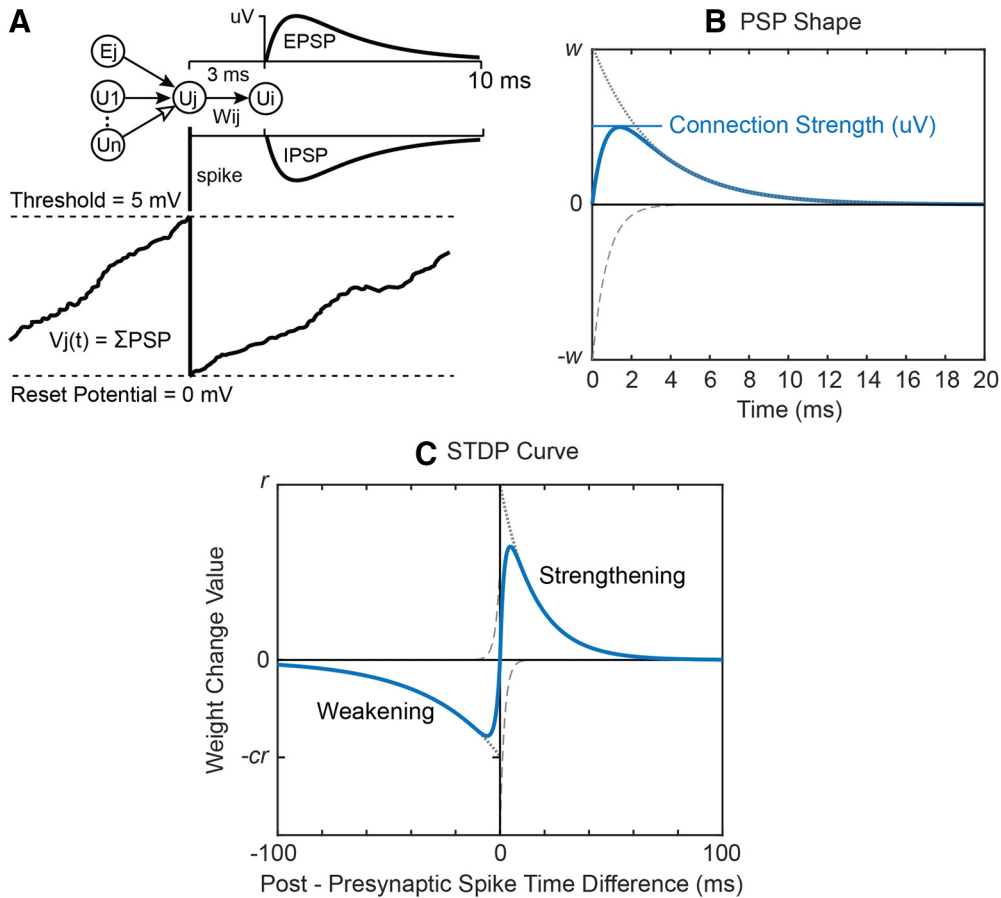 A
uV
EPSP
Ej
3 ms
10 ms
U1
Uj
Ui
Wij
Un
IPSP
spike
Threshold = 5 mV
Vj(t) = ΣPSP
Reset Potential = 0 mV
B PSP Shape
w
Connection Strength (uV)
0
-w
0 2 4 6 8 10 12 14 16 18 20
Time (ms)
C STDP Curve
r
Strengthening
0
Weakening
-cr
Weight Change Value
-100 0 100
Post - Presynaptic Spike Time Difference (ms)